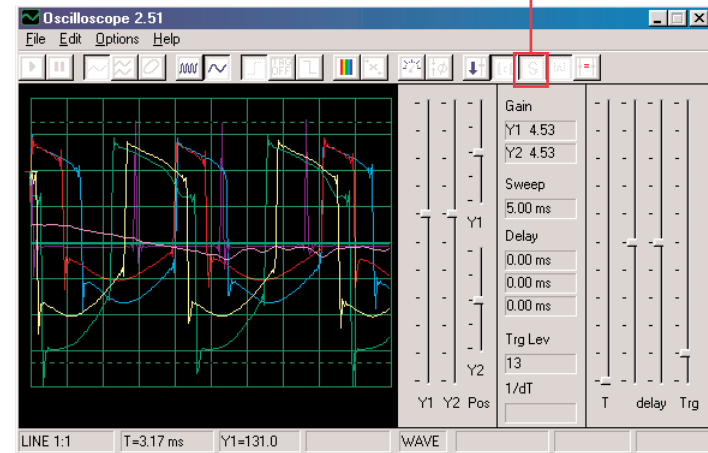 Oscilloscope 2.51
File Edit Options Help
TRG
OFF
S
Gain
Y1 4.53
Y2 4.53
Sweep
5.00 ms
Delay
0.00 ms
0.00 ms
0.00 ms
Trg Lev
13
1/dT
Y1
Y2
Y1 Y2 Pos
T delay Trg
LINE 1:1 T=3.17 ms Y1=131.0 WAVE